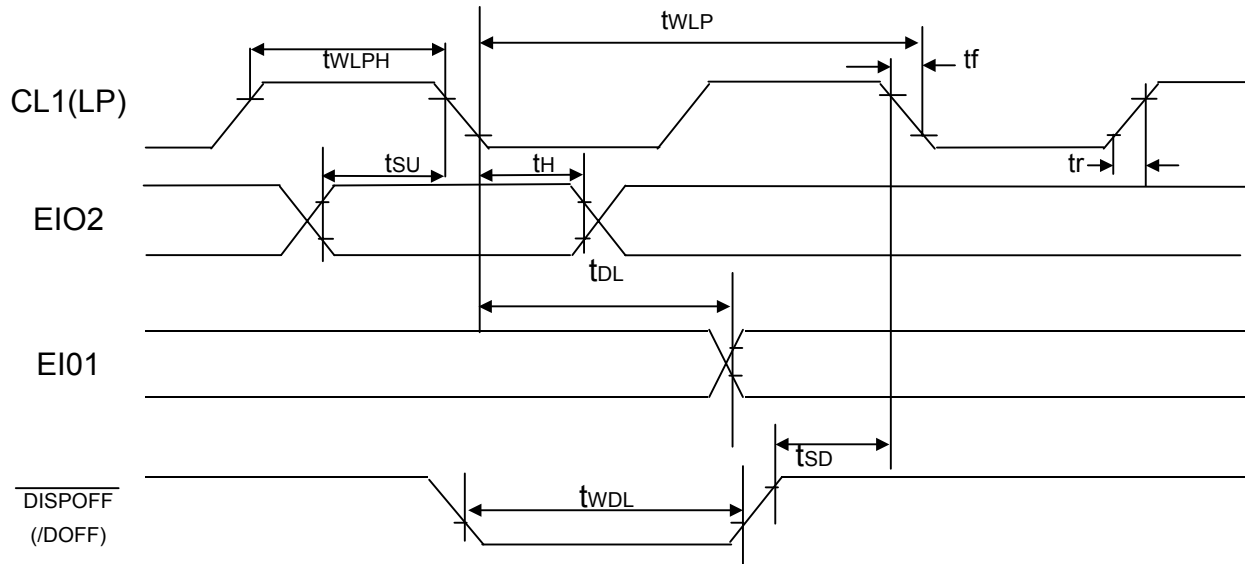 tWLP
tWLPH
tf
CL1(LP)
tSU
tH
tr
EIO2
tDL
EI01
tSD
DISPOFF
tWDL
(/DOFF)